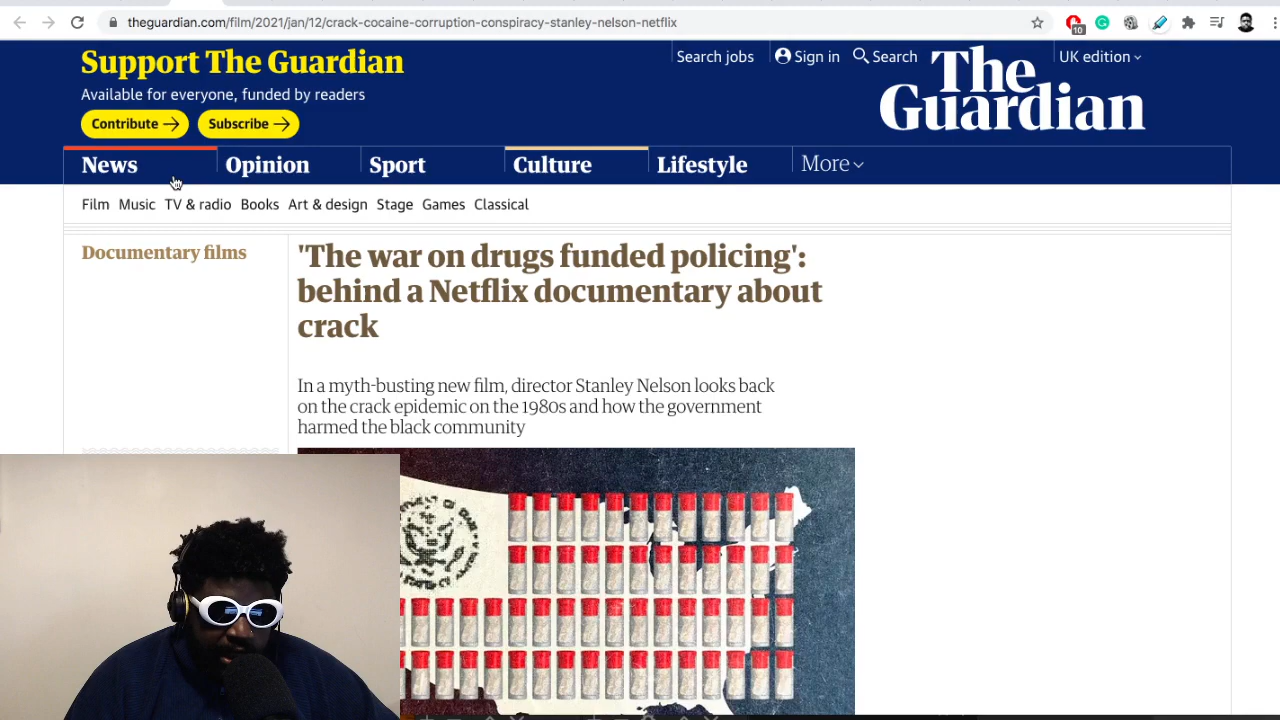 theguardian.com/film/2021/jan/12/crack-cocaine-corruption-conspiracy-stanley-nelson-netflix
10
Support The Guardian
Available for everyone, funded by readers
Contribute
Subscribe
Search jobs
Sign in
Search
UK edition
The
Guardian
News
Opinion
Sport
Culture
Lifestyle
More
Film Music TV & radio Books Art & design Stage Games Classical
Documentary films
'The war on drugs funded policing':
behind a Netflix documentary about
crack
In a myth-busting new film, director Stanley Nelson looks back
on the crack epidemic on the 1980s and how the government
harmed the black community